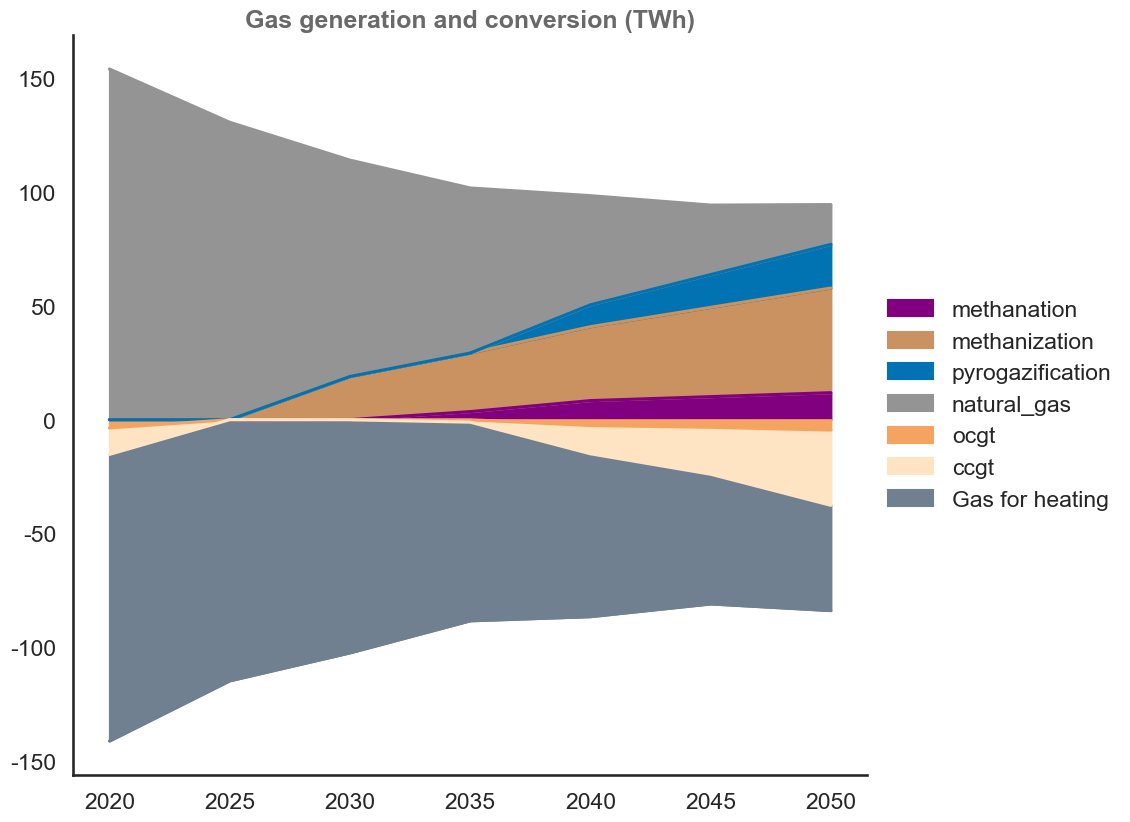 Gas generation and conversion (TWh)
150
100
50
0
-50
-100
-150
2020 2025 2030 2035 2040 2045 2050
methanation
methanization
pyrogazification
natural_gas
ocgt
ccgt
Gas for heating